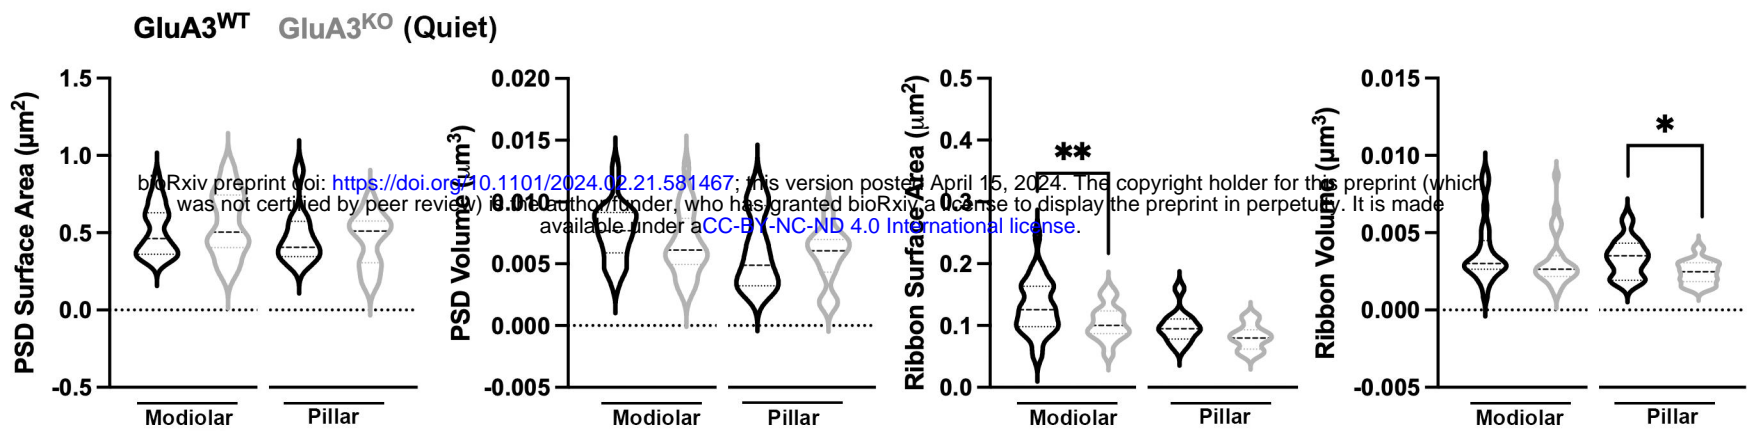 GluA3WT GluA3KO (Quiet)
PSD Surface Area (µm2)
1.5
1.0
0.5
0.0
-0.5
Modiolar
Pillar
PSD Volume (µm3)
0.020
0.015
0.010
0.005
0.000
-0.005
Modiolar
Pillar
Ribbon Surface Area (µm2)
0.5
0.4
0.3
0.2
0.1
0.0
**
Modiolar
Pillar
Ribbon Volume (µm3)
0.015
0.010
0.005
0.000
-0.005
*
Modiolar
Pillar
bioRxiv preprint doi: https://doi.org/10.1101/2024.02.21.581467; this version posted April 15, 2024. The copyright holder for this preprint (which
was not certified by peer review) is the author/funder, who has granted bioRxiv a license to display the preprint in perpetuity. It is made
available under aCC-BY-NC-ND 4.0 International license.